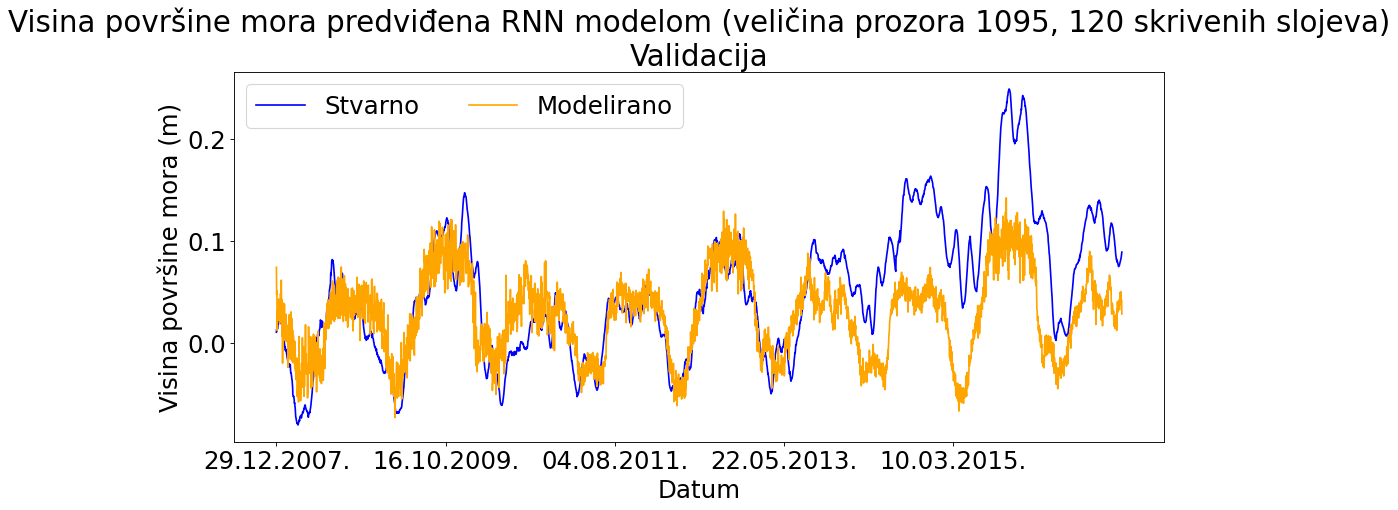 Visina površine mora predviđena RNN modelom (veličina prozora 1095, 120 skrivenih slojeva)
Validacija
Stvarno Modelirano
Visina površine mora (m)
0.2
0.1
0.0
29.12.2007. 16.10.2009. 04.08.2011. 22.05.2013. 10.03.2015.
Datum